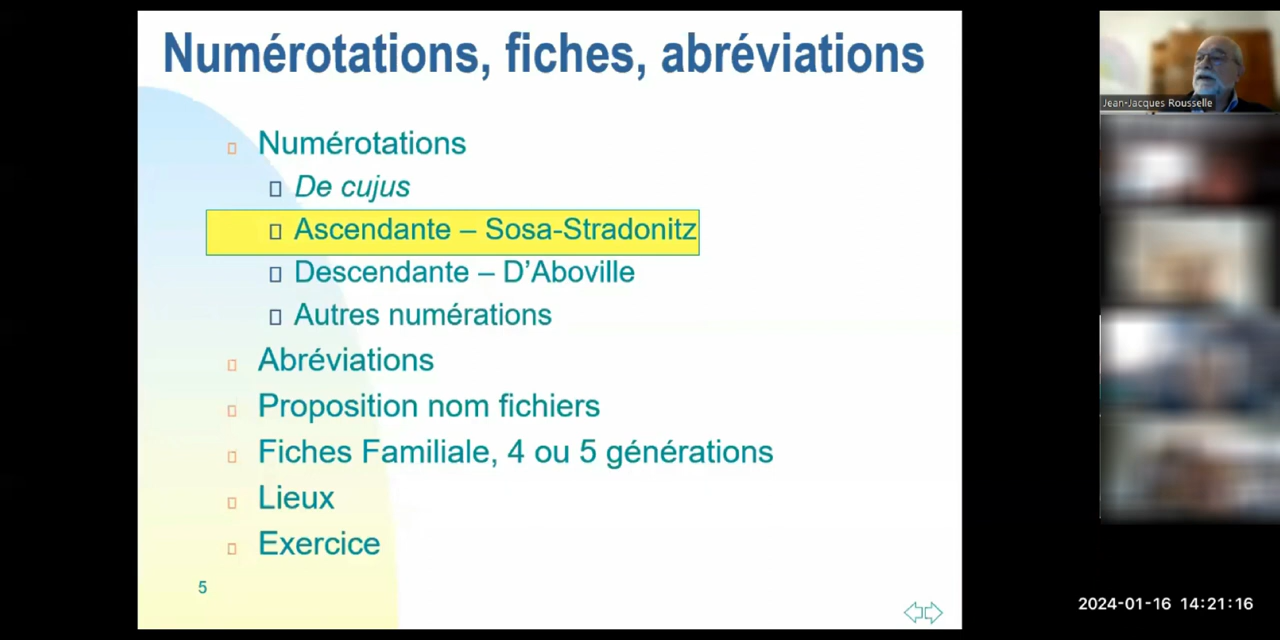 Numérotations, fiches, abréviations
Numérotations
De cujus
Ascendante – Sosa-Stradonitz
Descendante – D’Aboville
Autres numérations
Abréviations
Proposition nom fichiers
Fiches Familiale, 4 ou 5 générations
Lieux
Exercice
5
Jean-Jacques Rousselle
2024-01-16 14:21:16